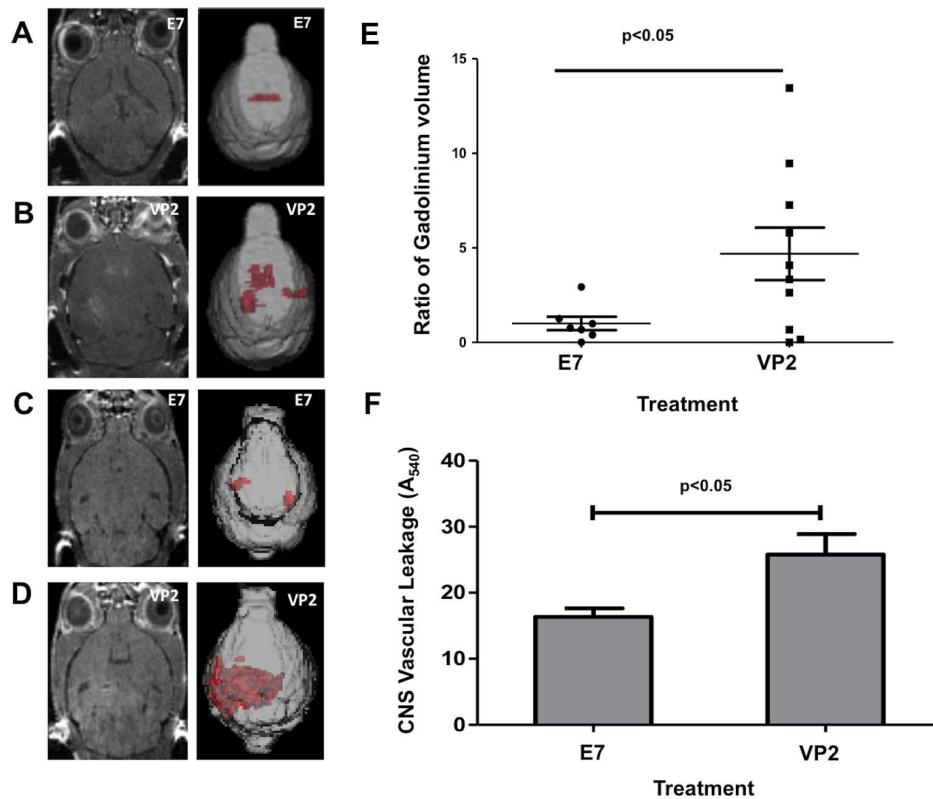 A
E7
E7
B
VP2
VP2
C
E7
E7
D
VP2
VP2
E
p<0.05
Ratio of Gadolinium volume
15
10
5
0
E7
VP2
Treatment
F
p<0.05
CNS Vascular Leakage (A540)
40
30
20
10
0
E7
VP2
Treatment